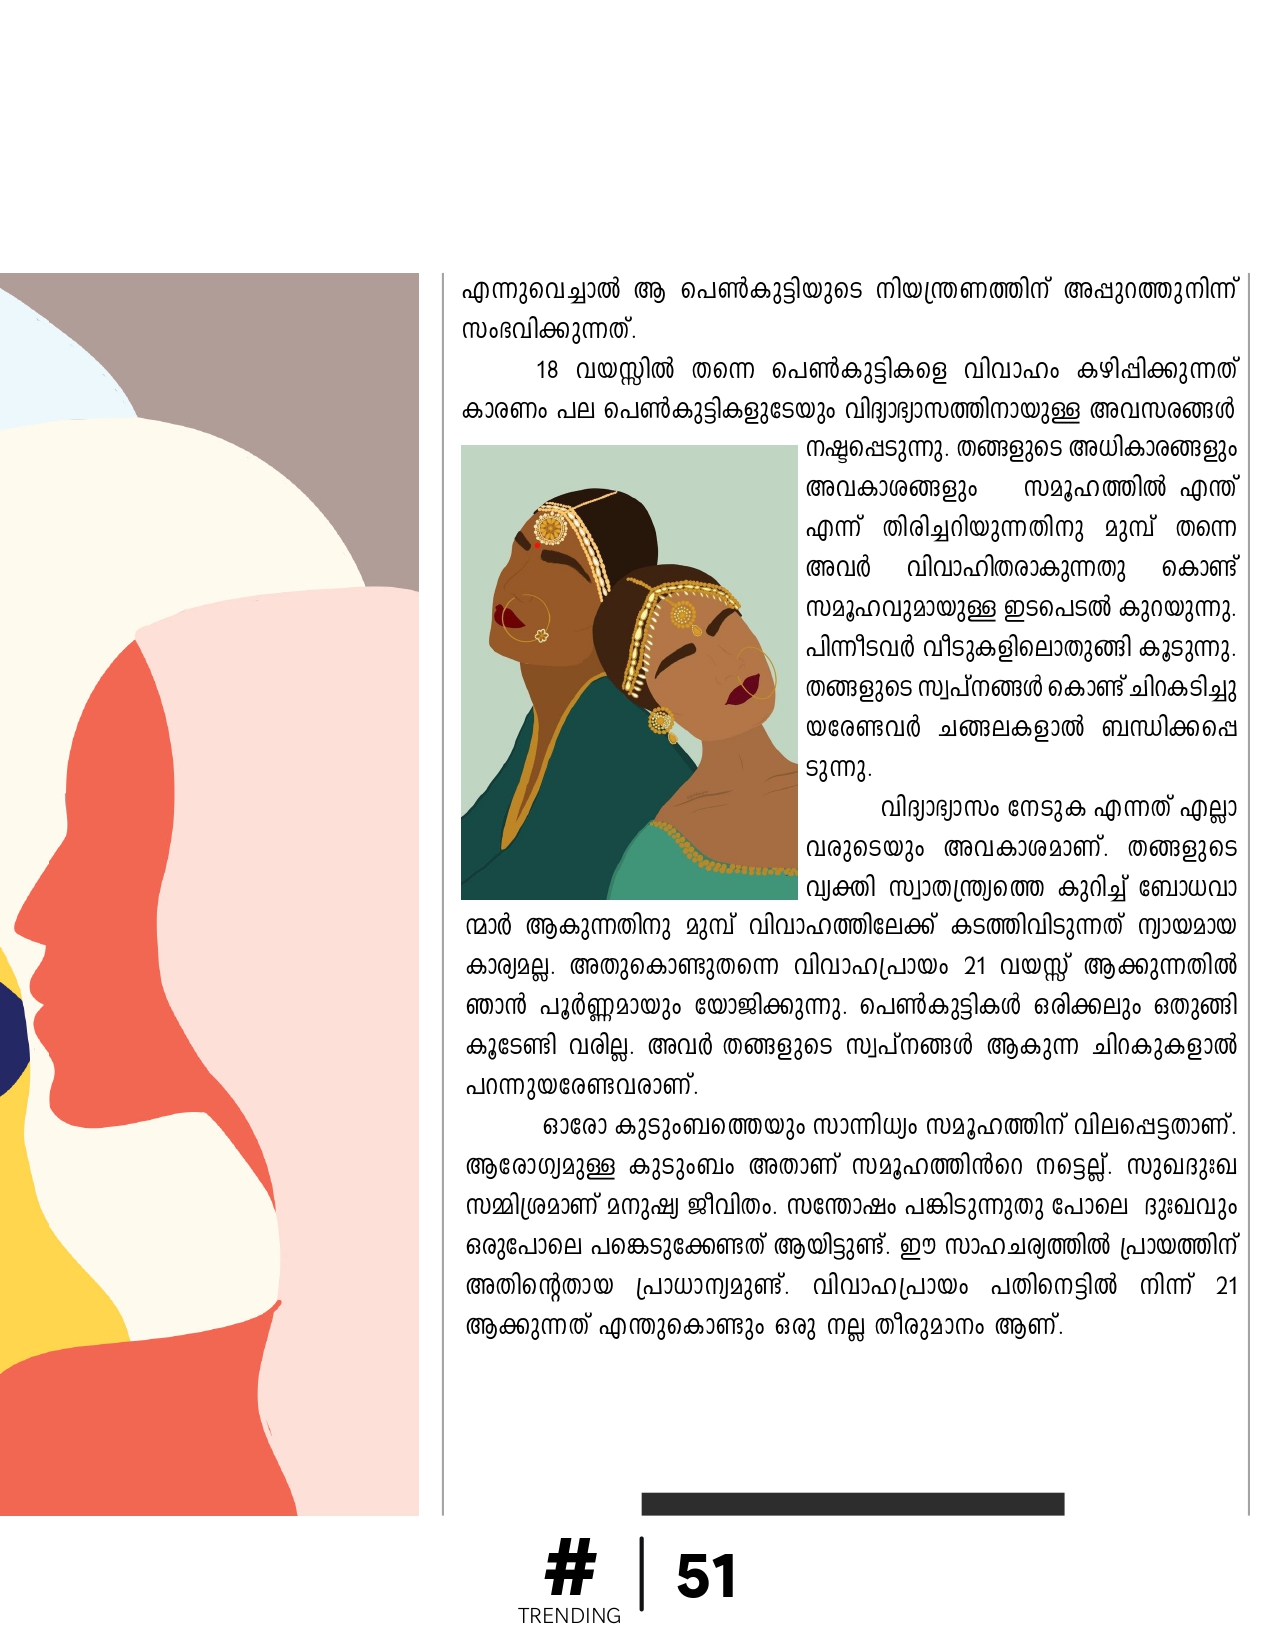 എന്നുവെച്ചാൽ ആ പെൺകുട്ടിയുടെ നിയന്ത്രണത്തിന് അപ്പുറത്തുനിന്ന്
സംഭവിക്കുന്നത്.
18 വയസ്സിൽ തന്നെ പെൺകുട്ടികളെ വിവാഹം കഴിപ്പിക്കുന്നത്
കാരണം പല പെൺകുട്ടികളുടേയും വിദ്യാഭ്യാസത്തിനായുള്ള അവസരങ്ങൾ
നഷ്ടപ്പെടുന്നു. തങ്ങളുടെ അധികാരങ്ങളും
അവകാശങ്ങളും സമൂഹത്തിൽ എന്ത്
എന്ന് തിരിച്ചറിയുന്നതിനു മുമ്പ് തന്നെ
അവർ വിവാഹിതരാകുന്നതു കൊണ്ട്
സമൂഹവുമായുള്ള ഇടപെടൽ കുറയുന്നു.
പിന്നീടവർ വീടുകളിലൊതുങ്ങി കൂടുന്നു.
തങ്ങളുടെ സ്വപ്നങ്ങൾ കൊണ്ട് ചിറകടിച്ചു
യരേണ്ടവർ ചങ്ങലകളാൽ ബന്ധിക്കപ്പെ
ടുന്നു.
വിദ്യാഭ്യാസം നേടുക എന്നത് എല്ലാ
വരുടെയും അവകാശമാണ്. തങ്ങളുടെ
വ്യക്തി സ്വാതന്ത്ര്യത്തെ കുറിച്ച് ബോധവാ
ന്മാർ ആകുന്നതിനു മുമ്പ് വിവാഹത്തിലേക്ക് കടത്തിവിടുന്നത് ന്യായമായ
കാര്യമല്ല. അതുകൊണ്ടുതന്നെ വിവാഹപ്രായം 21 വയസ്സ് ആക്കുന്നതിൽ
ഞാൻ പൂർണ്ണമായും യോജിക്കുന്നു. പെൺകുട്ടികൾ ഒരിക്കലും ഒതുങ്ങി
കൂടേണ്ടി വരില്ല. അവർ തങ്ങളുടെ സ്വപ്നങ്ങൾ ആകുന്ന ചിറകുകളാൽ
പറന്നുയരേണ്ടവരാണ്.
ഓരോ കുടുംബത്തെയും സാന്നിധ്യം സമൂഹത്തിന് വിലപ്പെട്ടതാണ്.
ആരോഗ്യമുള്ള കുടുംബം അതാണ് സമൂഹത്തിൻറെ നട്ടെല്ല്. സുഖദുഃഖ
സമ്മിശ്രമാണ് മനുഷ്യ ജീവിതം. സന്തോഷം പങ്കിടുന്നുതു പോലെ ദുഃഖവും
ഒരുപോലെ പങ്കെടുക്കേണ്ടത് ആയിട്ടുണ്ട്. ഈ സാഹചര്യത്തിൽ പ്രായത്തിന്
അതിന്റെതായ പ്രാധാന്യമുണ്ട്. വിവാഹപ്രായം പതിനെട്ടിൽ നിന്ന് 21
ആക്കുന്നത് എന്തുകൊണ്ടും ഒരു നല്ല തീരുമാനം ആണ്.
# 51
TRENDING